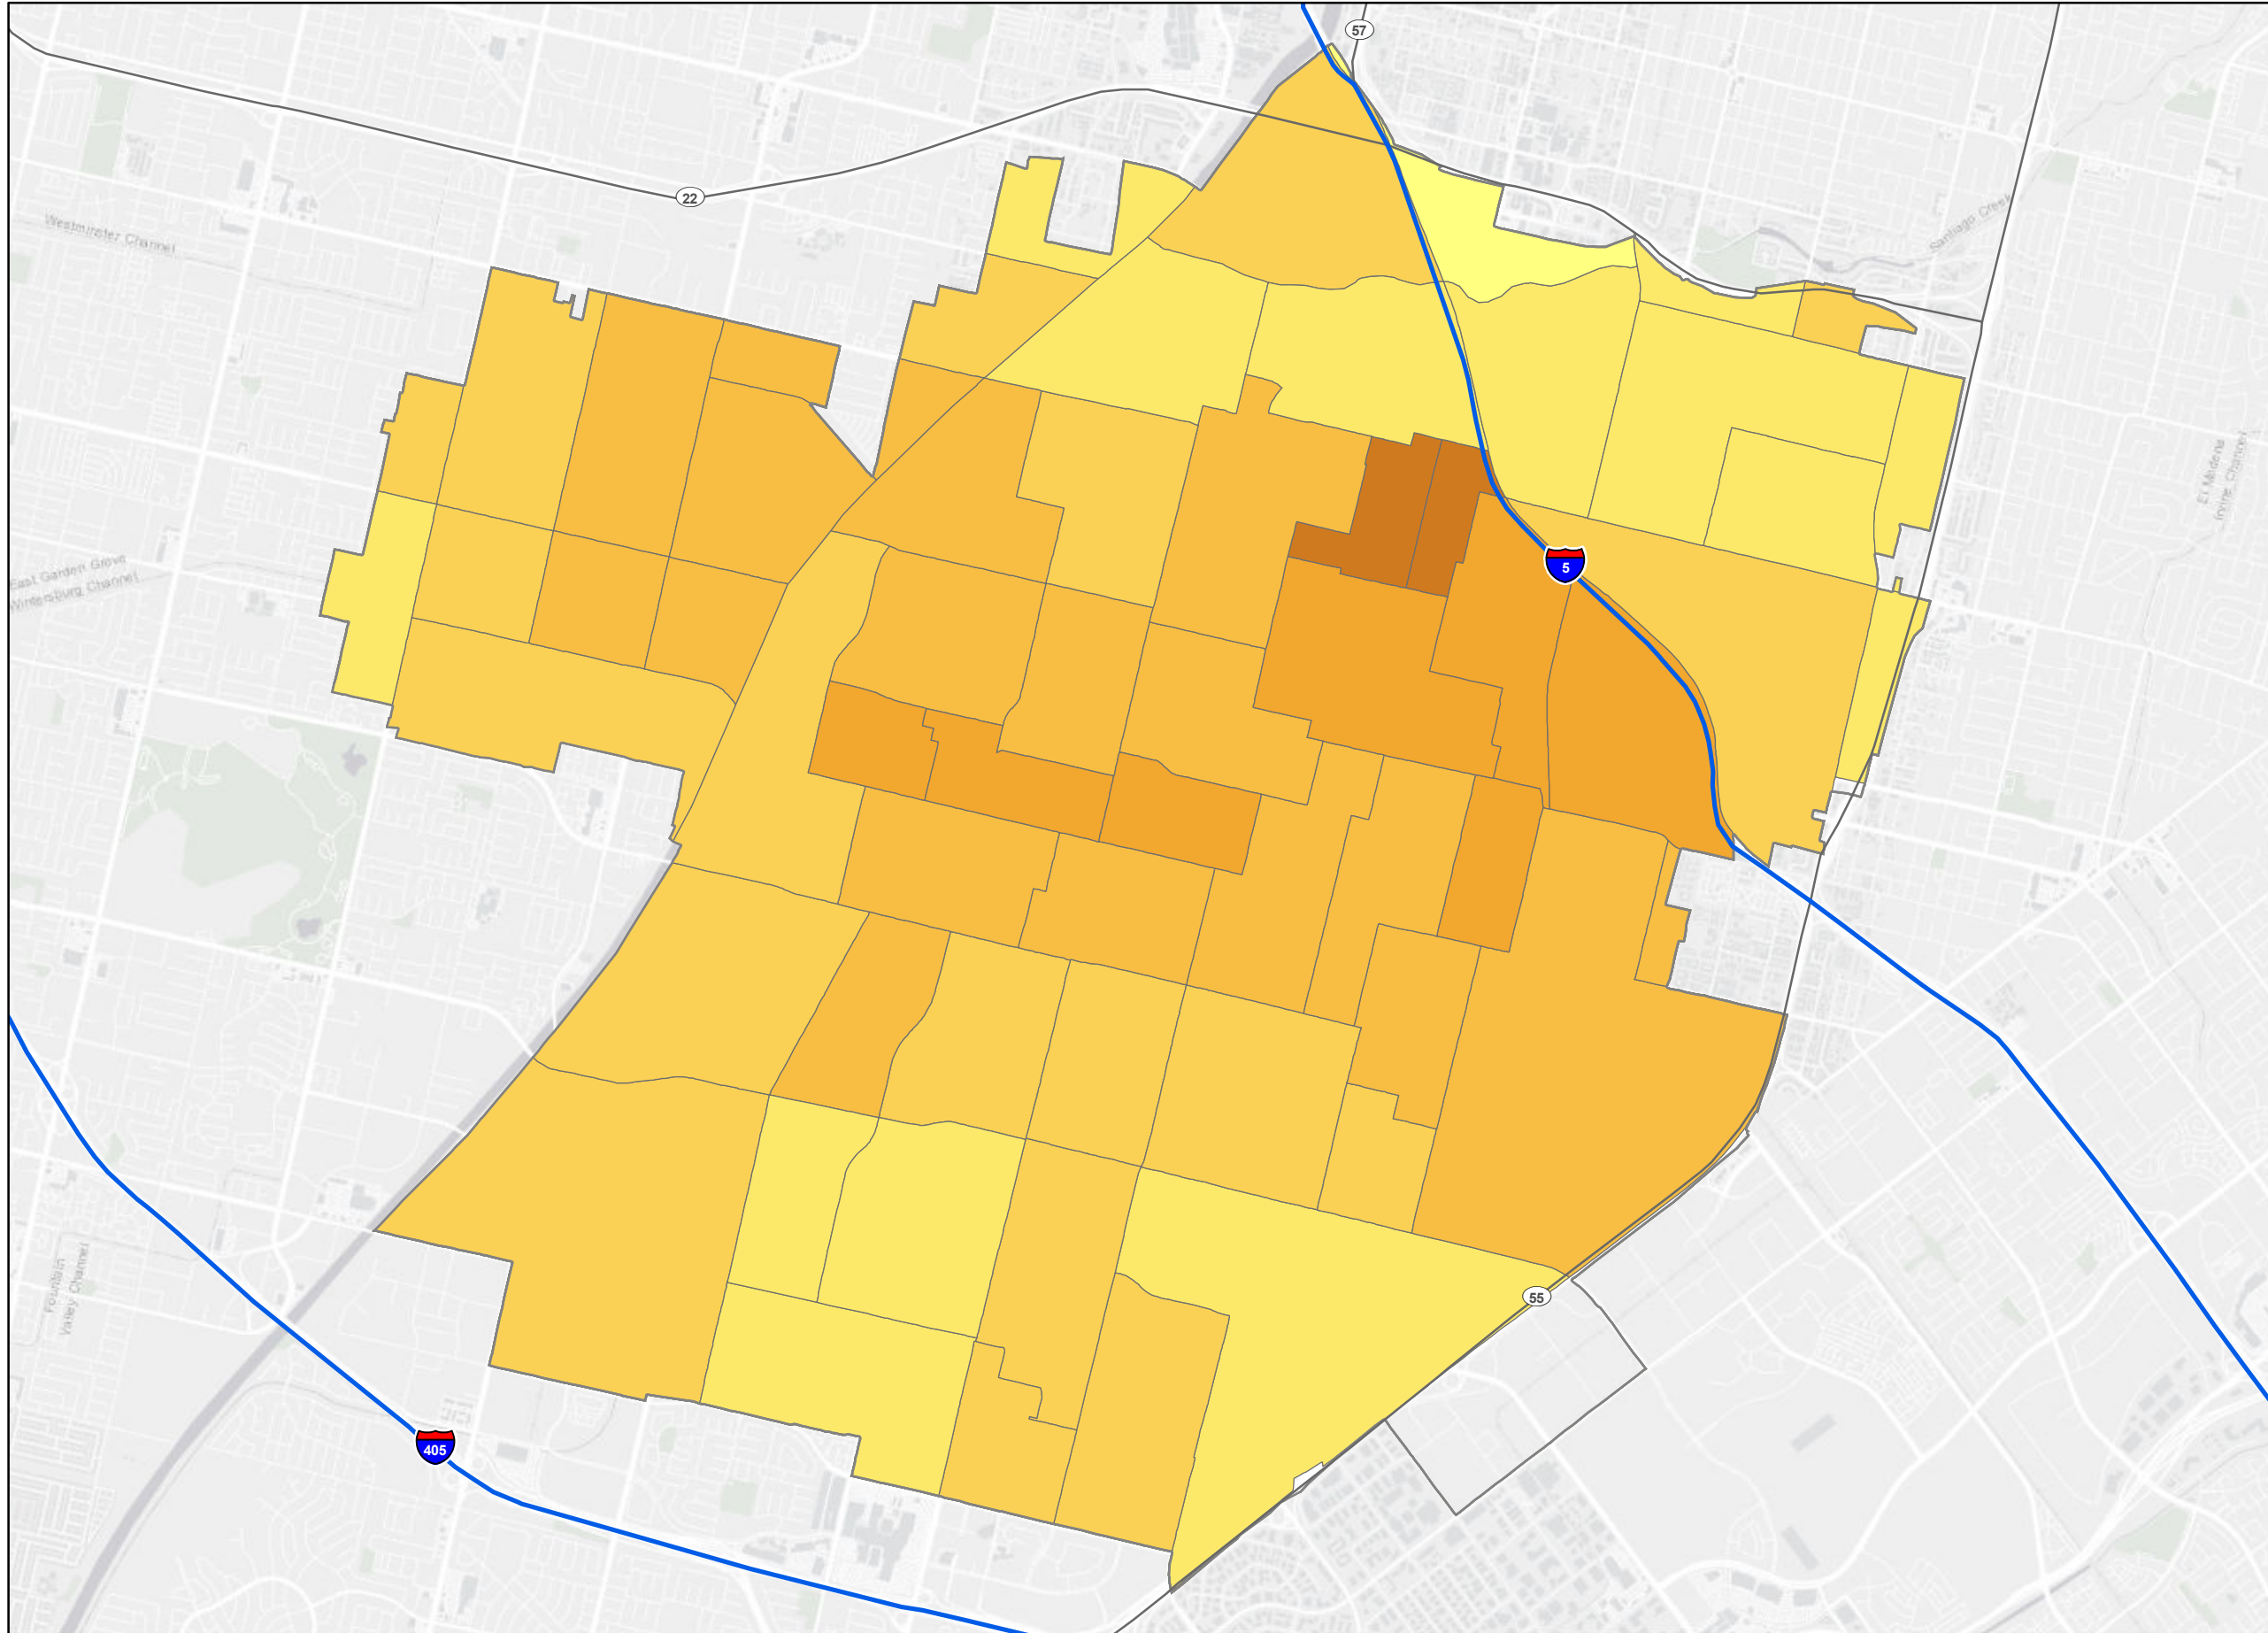 57
22
Westminster Channel
Santiago Creek
El Modena
Irvine Channel
East Garden Grove
Wintersburg Channel
5
Fountain
Valley Channel
55
405